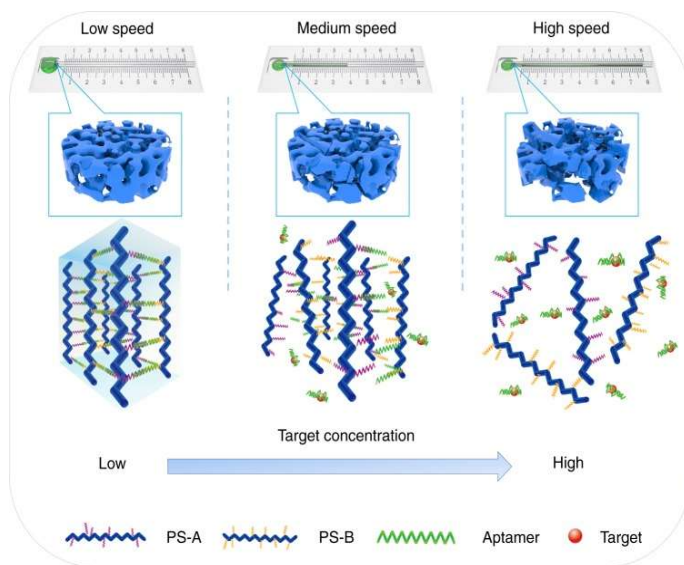 Low speed
Medium speed
High speed
Target concentration
Low
High
PS-A
PS-B
Aptamer
Target